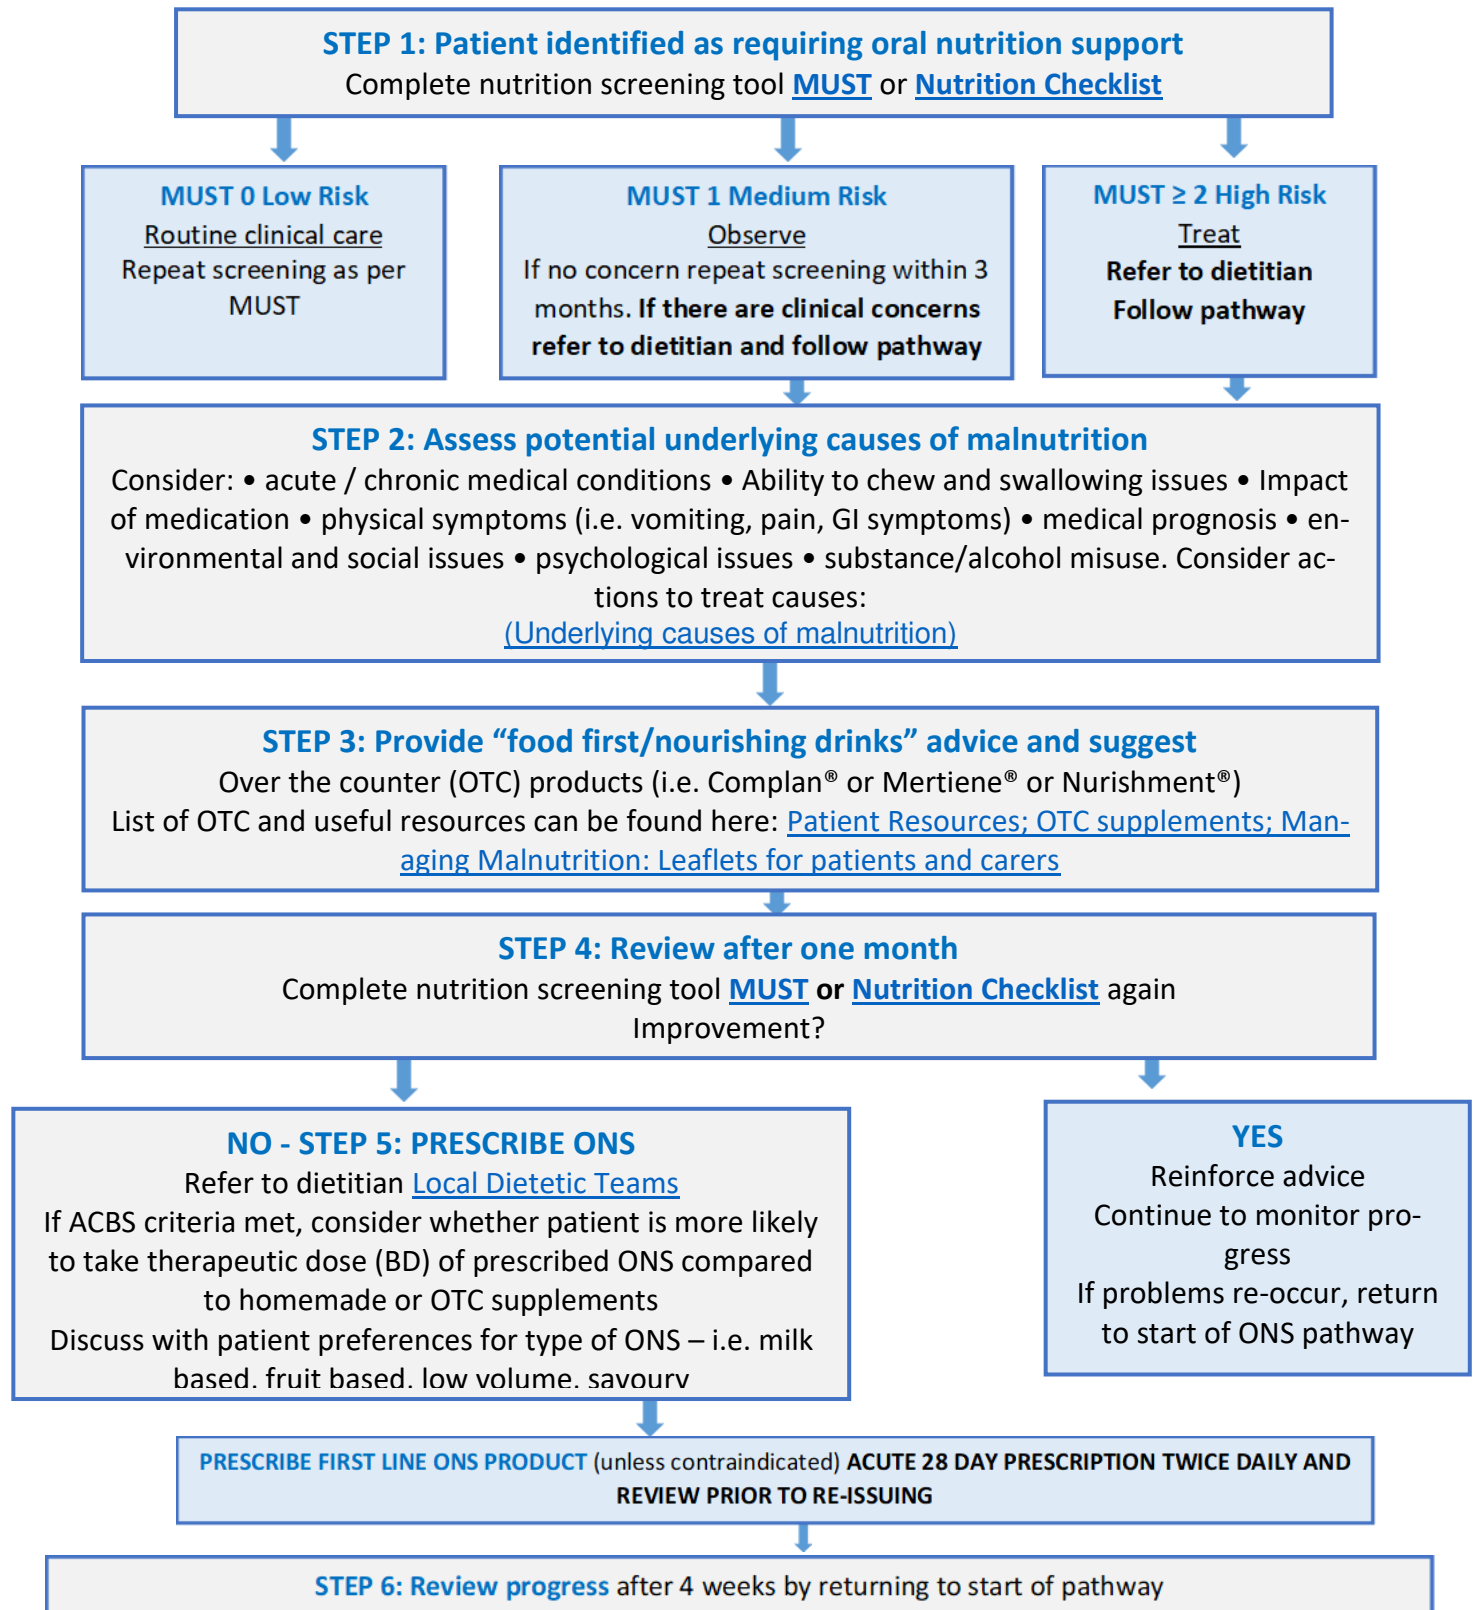 STEP 1: Patient identified as requiring oral nutrition support
Complete nutrition screening tool MUST or Nutrition Checklist
MUST 0 Low Risk
Routine clinical care
Repeat screening as per
MUST
MUST 1 Medium Risk
Observe
If no concern repeat screening within 3
months. If there are clinical concerns
refer to dietitian and follow pathway
MUST ≥ 2 High Risk
Treat
Refer to dietitian
Follow pathway
STEP 2: Assess potential underlying causes of malnutrition
Consider: • acute / chronic medical conditions • Ability to chew and swallowing issues • Impact
of medication • physical symptoms (i.e. vomiting, pain, GI symptoms) • medical prognosis • en-
vironmental and social issues • psychological issues • substance/alcohol misuse. Consider ac-
tions to treat causes:
(Underlying causes of malnutrition)
STEP 3: Provide “food first/nourishing drinks” advice and suggest
Over the counter (OTC) products (i.e. Complan® or Mertiene® or Nurishment®)
List of OTC and useful resources can be found here: Patient Resources; OTC supplements; Man-
aging Malnutrition: Leaflets for patients and carers
STEP 4: Review after one month
Complete nutrition screening tool MUST or Nutrition Checklist again
Improvement?
NO - STEP 5: PRESCRIBE ONS
Refer to dietitian Local Dietetic Teams
If ACBS criteria met, consider whether patient is more likely
to take therapeutic dose (BD) of prescribed ONS compared
to homemade or OTC supplements
Discuss with patient preferences for type of ONS – i.e. milk
based, fruit based, low volume, savoury
YES
Reinforce advice
Continue to monitor pro-
gress
If problems re-occur, return
to start of ONS pathway
PRESCRIBE FIRST LINE ONS PRODUCT (unless contraindicated) ACUTE 28 DAY PRESCRIPTION TWICE DAILY AND
REVIEW PRIOR TO RE-ISSUING
STEP 6: Review progress after 4 weeks by returning to start of pathway